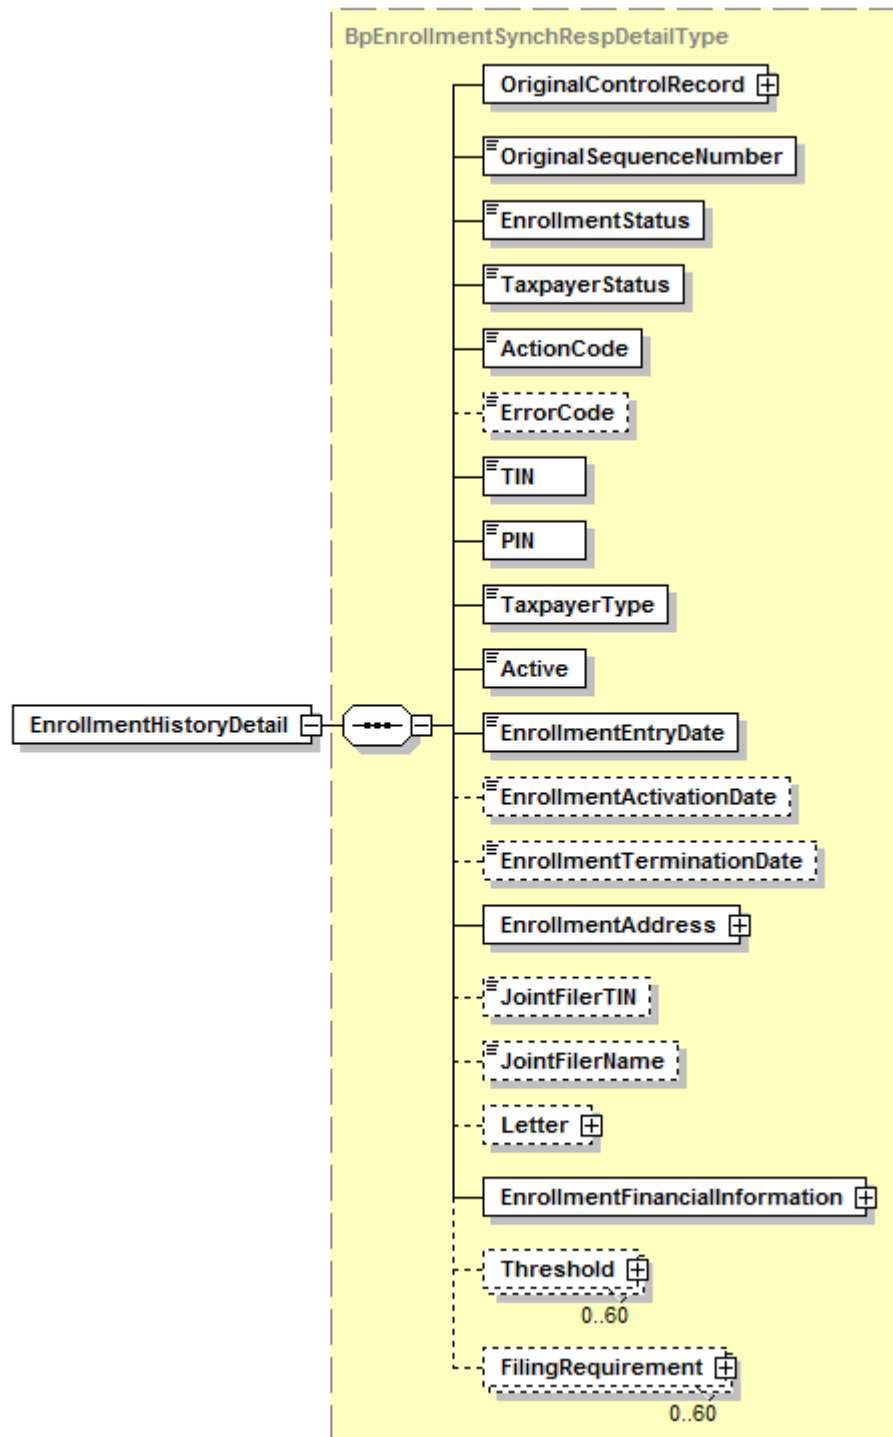 BpEnrollmentSynchRespDetailType
OriginalControlRecord
OriginalSequenceNumber
EnrollmentStatus
TaxpayerStatus
ActionCode
ErrorCode
TIN
PIN
TaxpayerType
Active
EnrollmentHistoryDetail
EnrollmentEntryDate
EnrollmentActivationDate
EnrollmentTerminationDate
EnrollmentAddress
JointFilerTIN
JointFilerName
Letter
EnrollmentFinancialInformation
Threshold
0..60
FilingRequirement
0..60